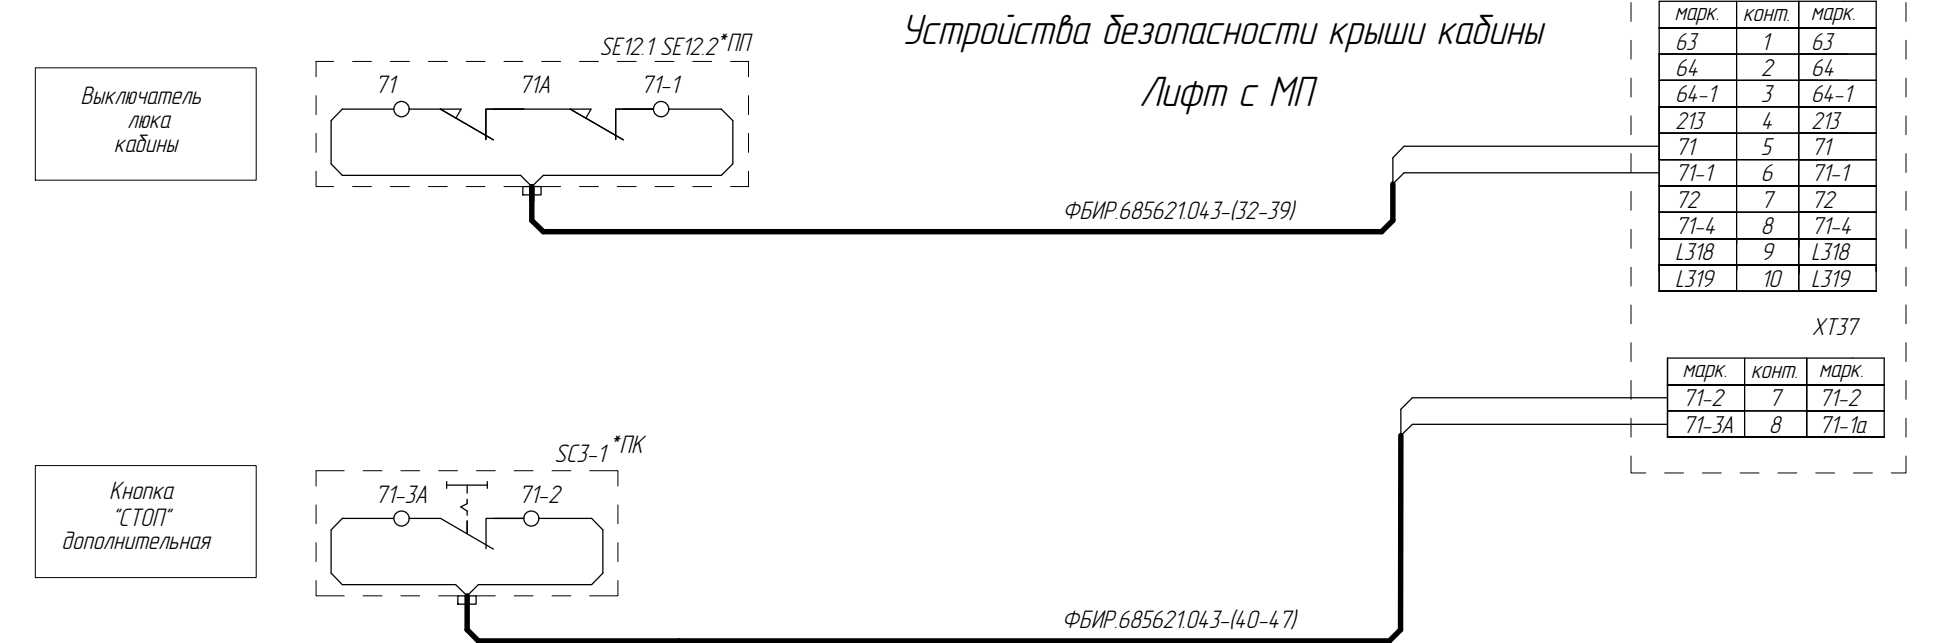 Устройства безопасности крыши кабины
Лифт с МП
Выключатель
люка
кабины
SE12.1 SE12.2*ПП
71 71А 71-1
ФБИР.685621.043-(32-39)
марк. конт. марк.
63 1 63
64 2 64
64-1 3 64-1
213 4 213
71 5 71
71-1 6 71-1
72 7 72
71-4 8 71-4
L318 9 L318
L319 10 L319
XT37
марк. конт. марк.
71-2 7 71-2
71-3А 8 71-1а
Кнопка
"СТОП"
дополнительная
SC3-1*ПК
71-3А 71-2
ФБИР.685621.043-(40-47)